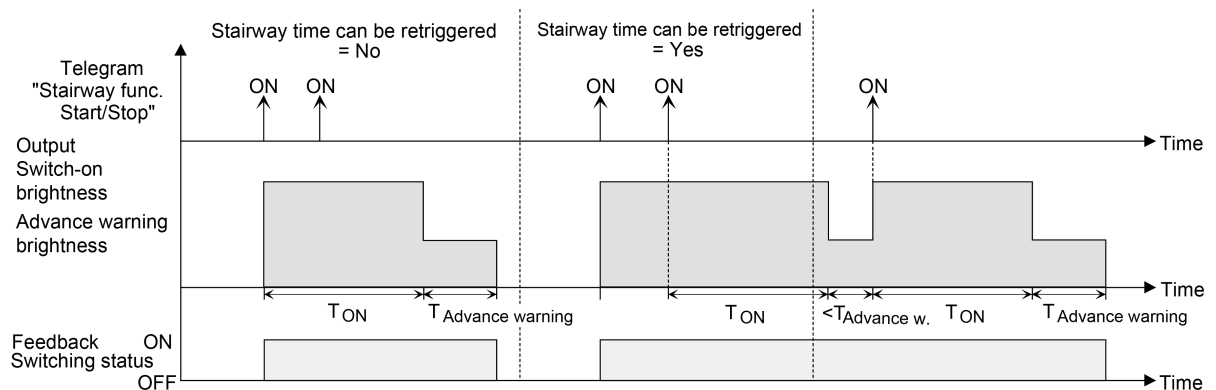 Stairway time can be retriggered
= No
Stairway time can be retriggered
= Yes
Telegram
"Stairway func.
Start/Stop"
ON
ON
ON
ON
ON
Time
Output
Switch-on
brightness
Advance warning
brightness
Time
T ON
T Advance warning
T ON
<T Advance w.
T ON
T Advance warning
Feedback ON
Switching status
OFF
Time